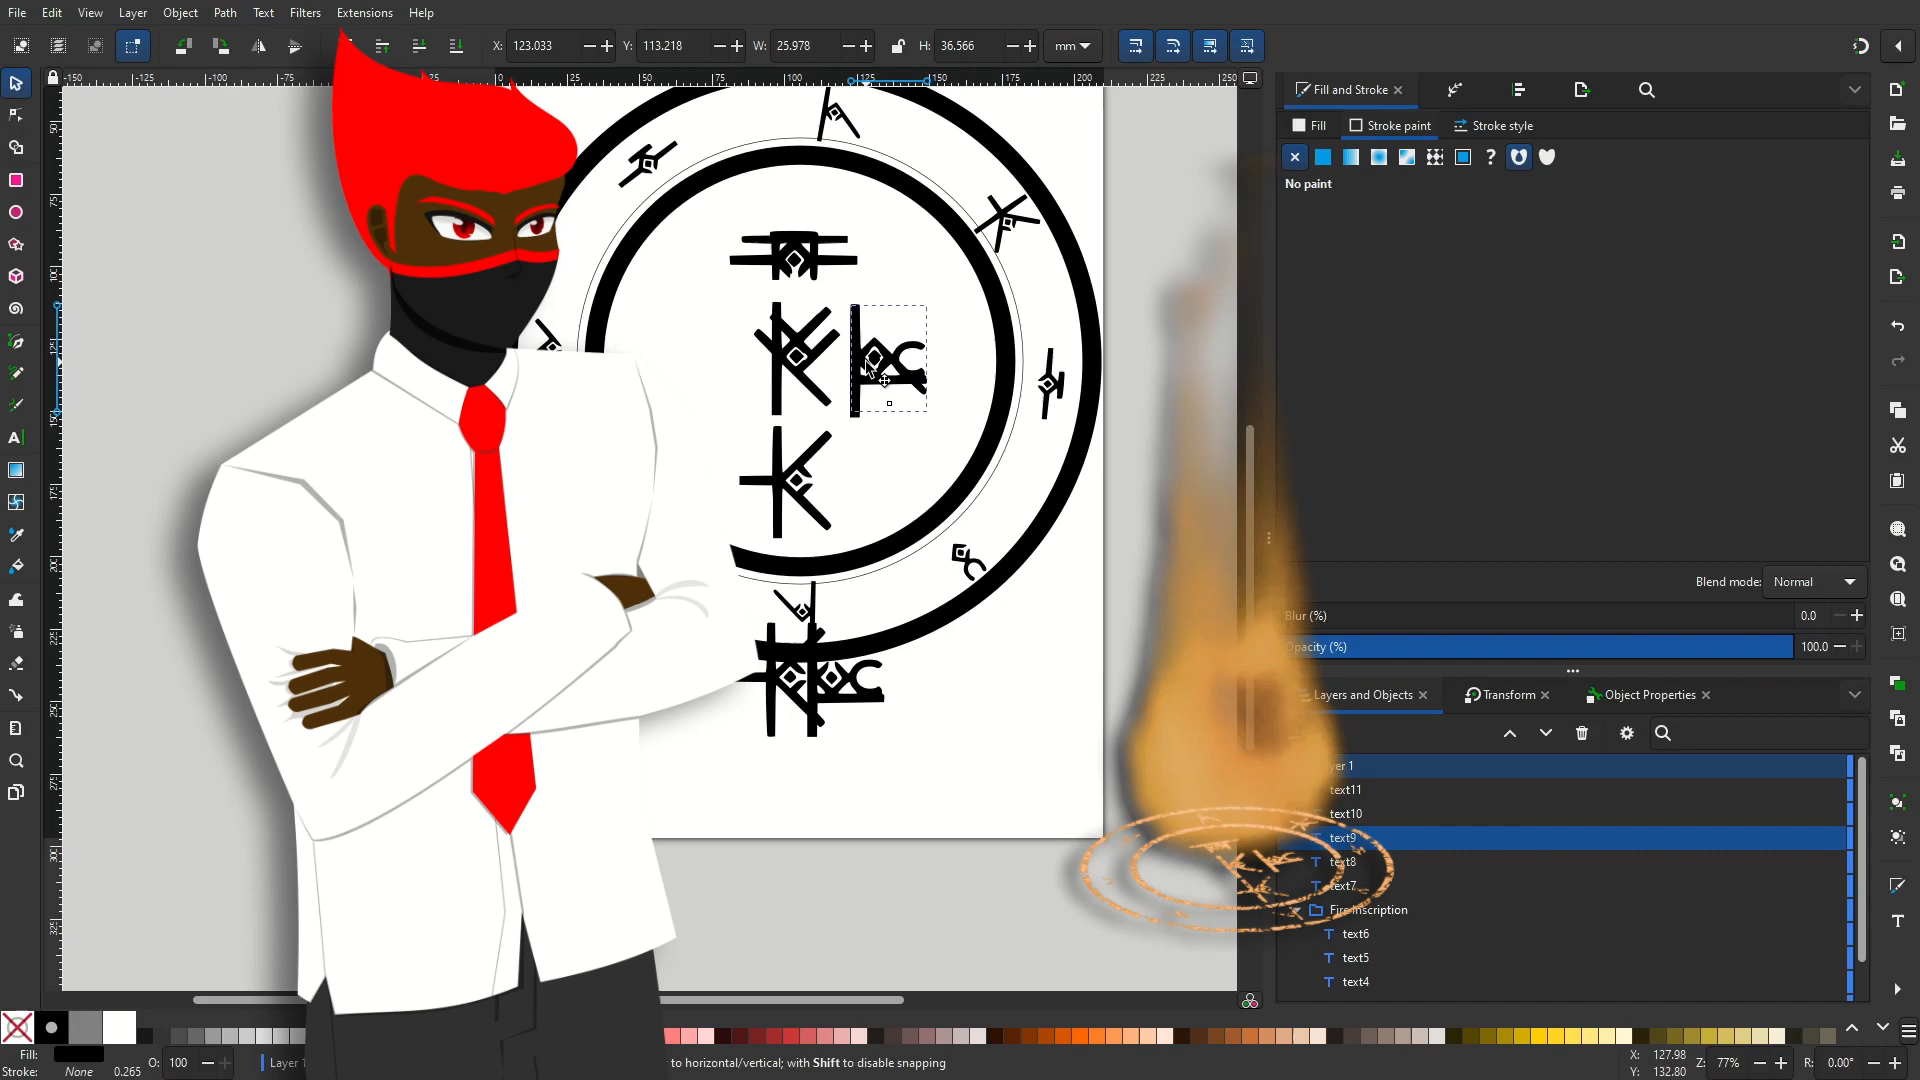 File Edit View Layer Object Path Text Filters Extensions Help
X: 123.033 Y: 113.218 W: 25.978 H: 36.566 mm
Fill and Stroke
Fill Stroke paint Stroke style
No paint
Blend mode: Normal
Blur (%) 0.0
Opacity (%) 100.0
Layers and Objects Transform Object Properties
text11
text10
text9
text8
text7
Fire Inscription
text6
text5
text4
Fill:
Stroke: None 0.265
O: 100
Layer
to horizontal/vertical; with Shift to disable snapping
X: 127.98
Y: 132.80
Z: 77%
R: 0.00°